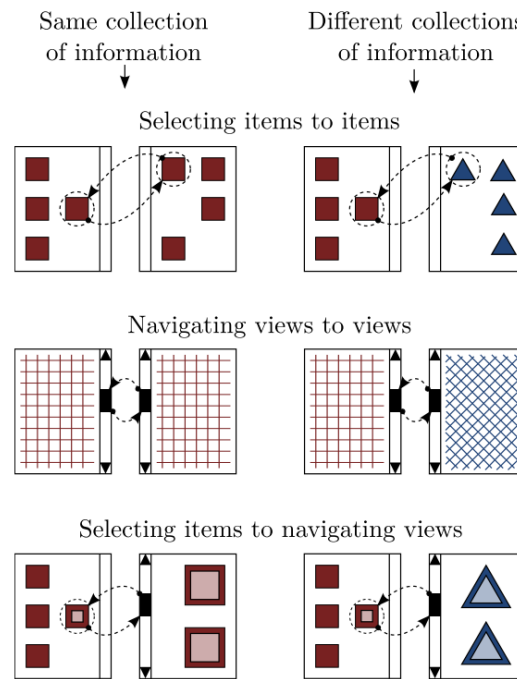 Same collection
of information
Different collections
of information
Selecting items to items
Navigating views to views
Selecting items to navigating views